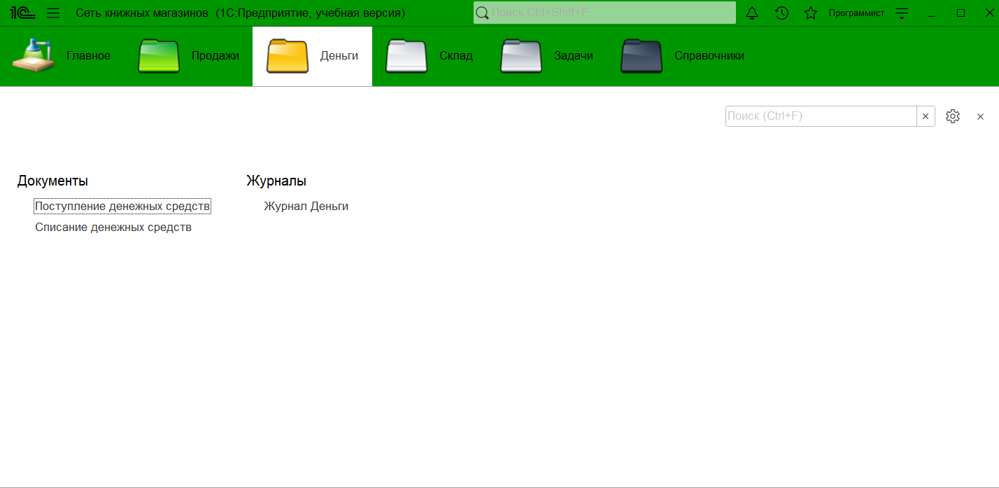 1С Сеть книжных магазинов (1С:Предприятие, учебная версия) Поиск Ctrl+Shift+F Программист
Главное Продажи Деньги Склад Задачи Справочники
Поиск (Ctrl+F)
Документы Журналы
Поступление денежных средств Журнал Деньги
Списание денежных средств